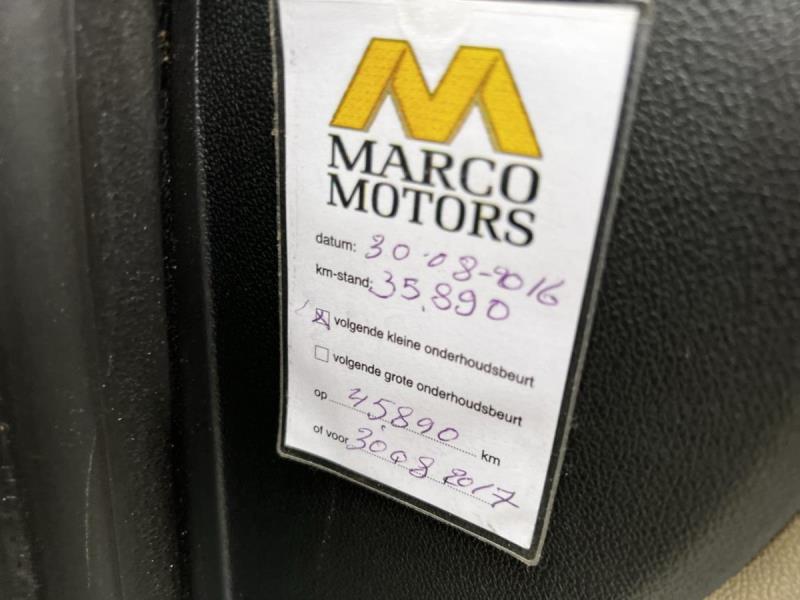 MARCO
MOTORS
datum: 30-08-2016
km-stand: 35.890
volgende kleine onderhoudsbeurt
volgende grote onderhoudsbeurt
op 45890 km
of voor 30.08.2017